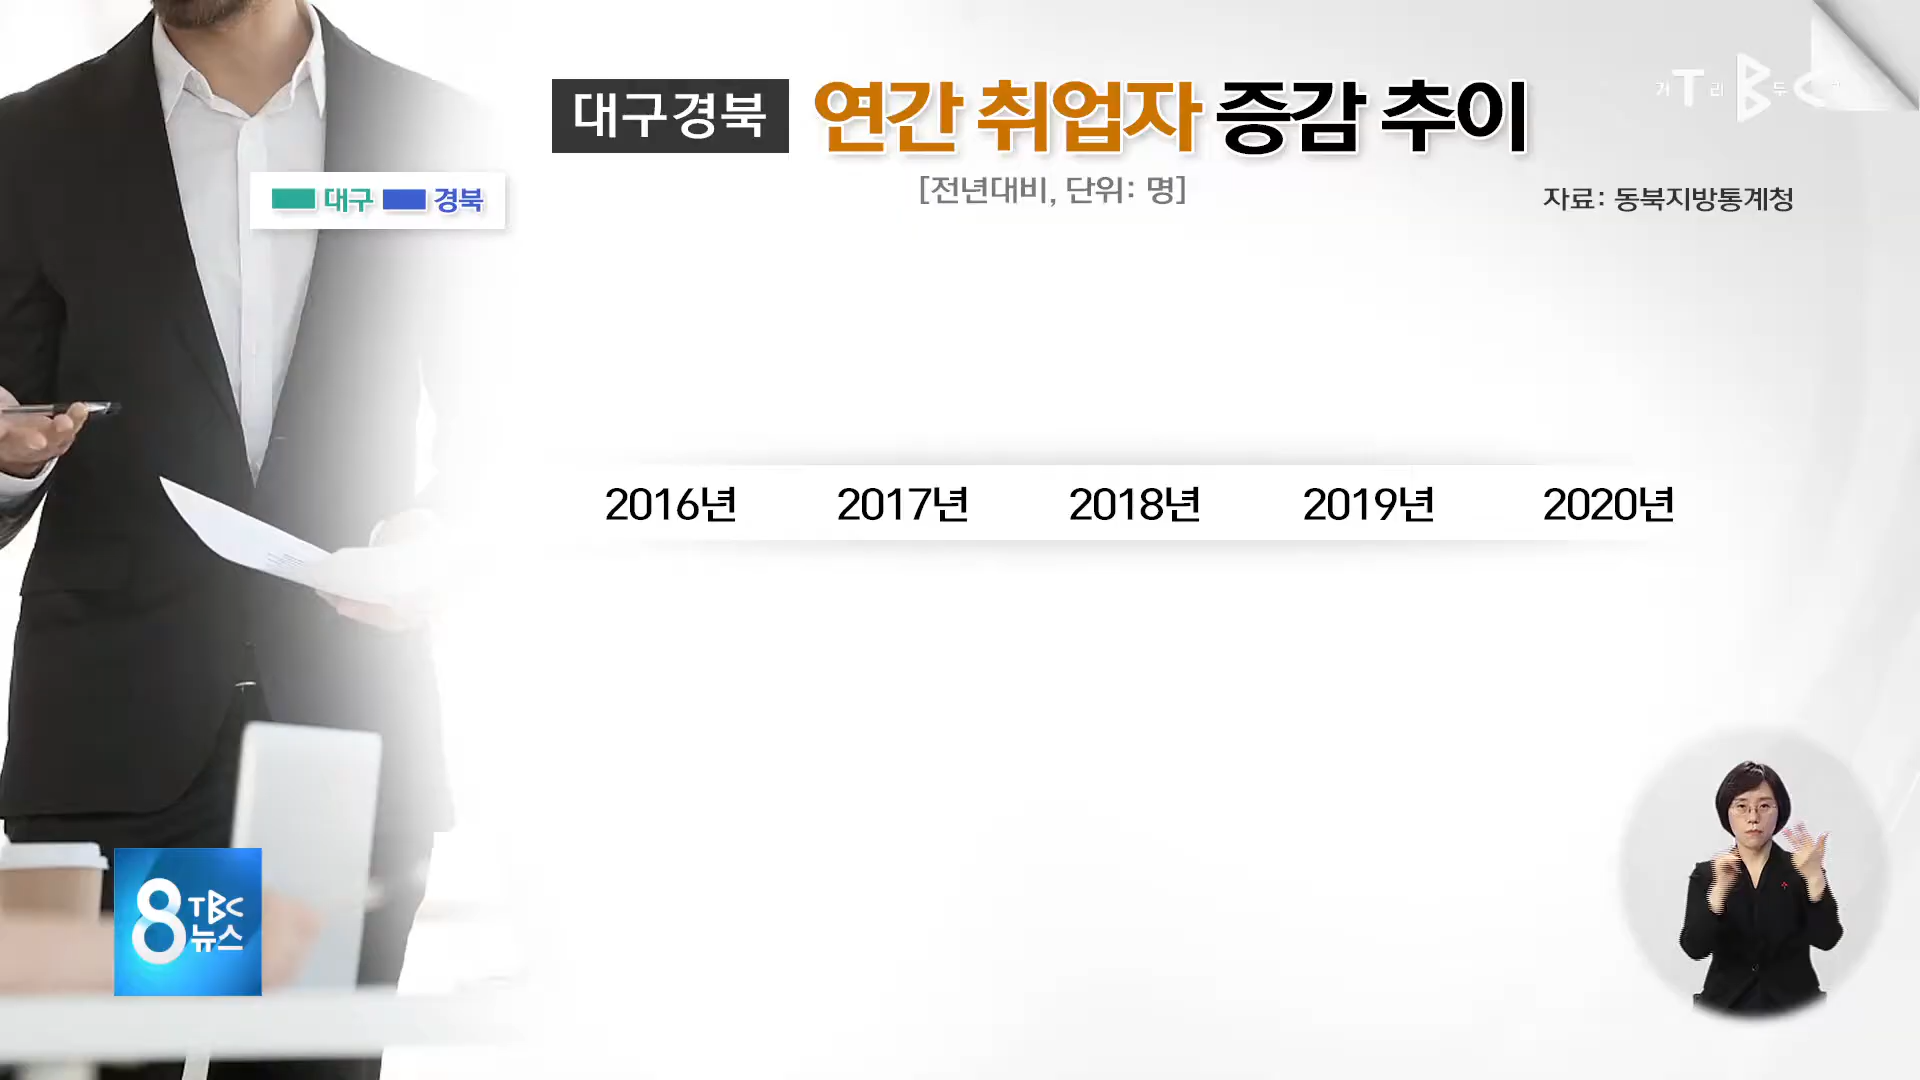 대구경북 연간 취업자 증감 추이
TBC
[전년대비, 단위: 명]
대구 경북
자료: 동북지방통계청
2016년 2017년 2018년 2019년 2020년
8 TBC
뉴스